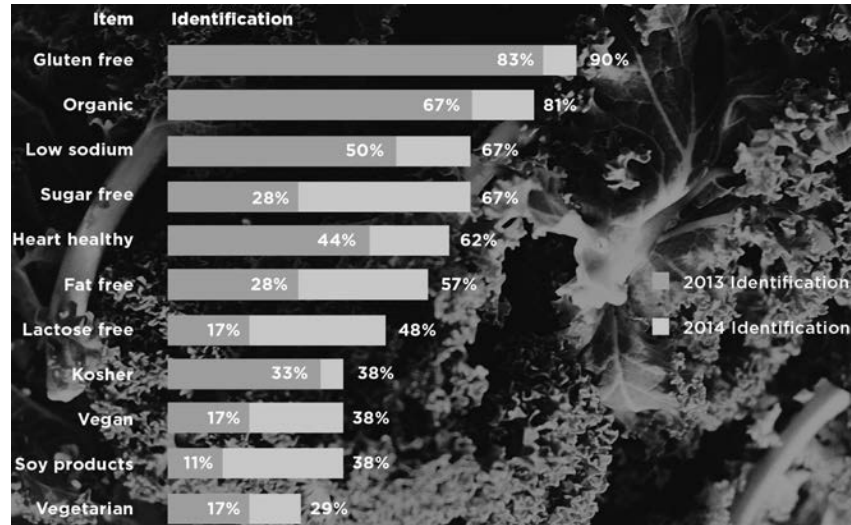 Item Identification
Gluten free 83% 90%
Organic 67% 81%
Low sodium 50% 67%
Sugar free 28% 67%
Heart healthy 44% 62%
Fat free 28% 57%
2013 Identification
Lactose free 17% 48%
2014 Identification
Kosher 33% 38%
Vegan 17% 38%
Soy products 11% 38%
Vegetarian 17% 29%